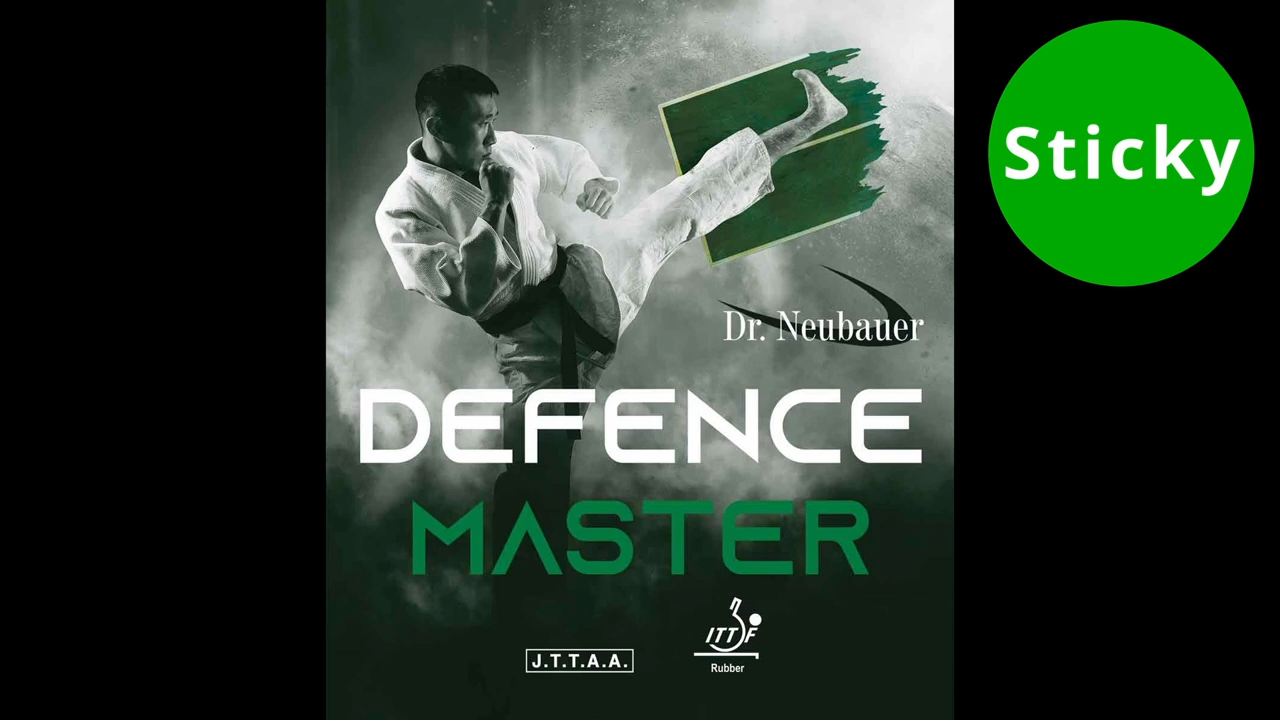 Sticky
Dr. Neubauer
DEFENCE
MASTER
J.T.T.A.A.
ITTF
Rubber